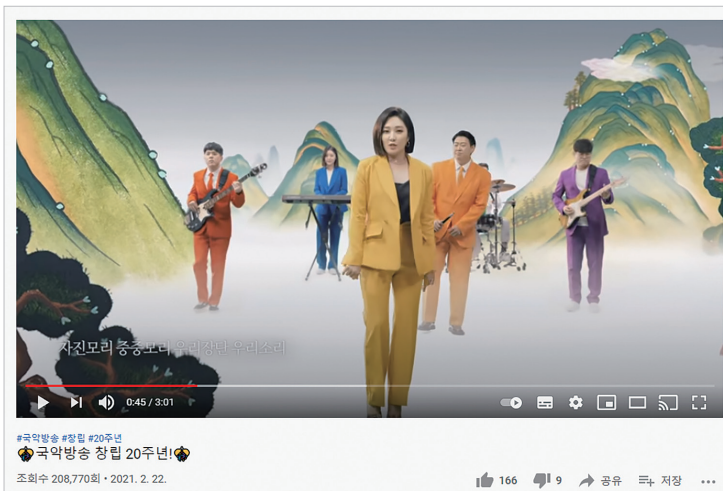 자진모리 중중모리 우리장단 우리소리
0:45 / 3:01
#국악방송 #창립 #20주년
국악방송 창립 20주년!
조회수 208,770회 • 2021. 2. 22.
166 9 공유 저장